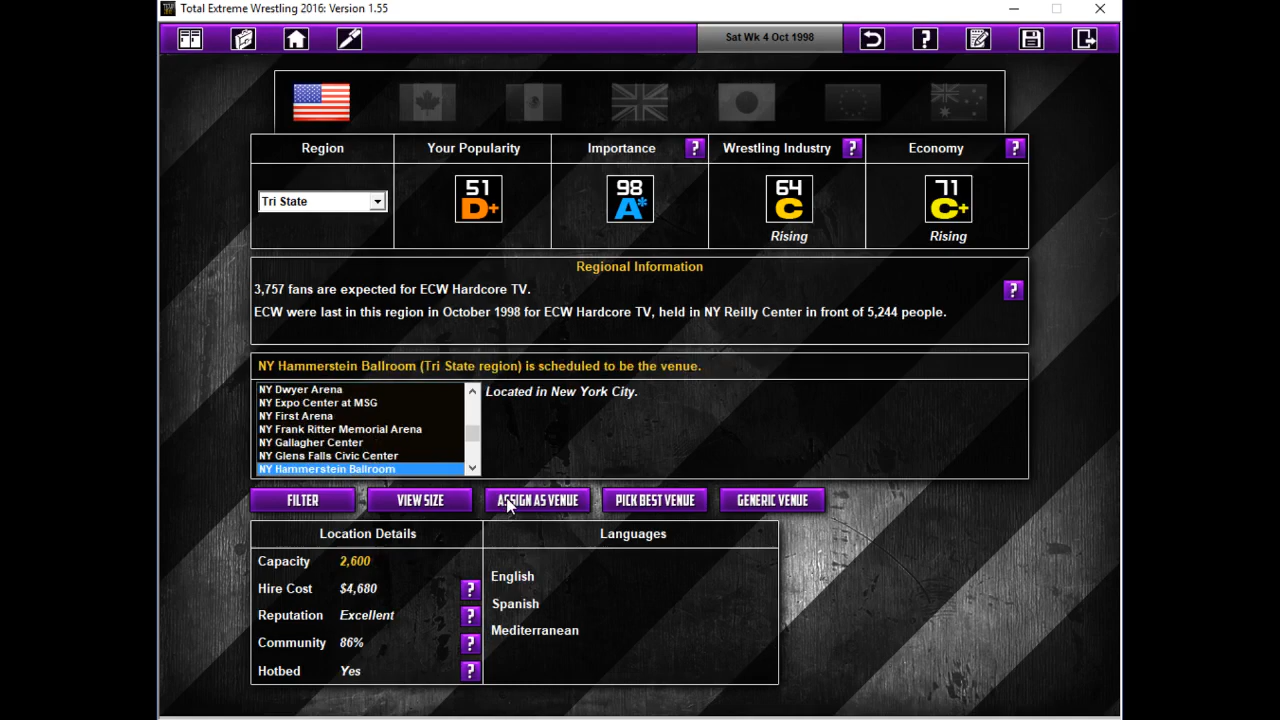 Total Extreme Wrestling 2016: Version 1.55
Sat Wk 4 Oct 1998
?
Region
Your Popularity
Importance ?
Wrestling Industry ?
Economy ?
Tri State
51
D+
98
A*
64
C
Rising
71
C+
Rising
Regional Information
3,757 fans are expected for ECW Hardcore TV.
?
ECW were last in this region in October 1998 for ECW Hardcore TV, held in NY Reilly Center in front of 5,244 people.
NY Hammerstein Ballroom (Tri State region) is scheduled to be the venue.
NY Dwyer Arena
NY Expo Center at MSG
NY First Arena
NY Frank Ritter Memorial Arena
NY Gallagher Center
NY Glens Falls Civic Center
NY Hammerstein Ballroom
Located in New York City.
FILTER
VIEW SIZE
ASSIGN AS VENUE
PICK BEST VENUE
GENERIC VENUE
Location Details
Capacity 2,600
Hire Cost $4,680 ?
Reputation Excellent ?
Community 86% ?
Hotbed Yes ?
Languages
English
Spanish
Mediterranean